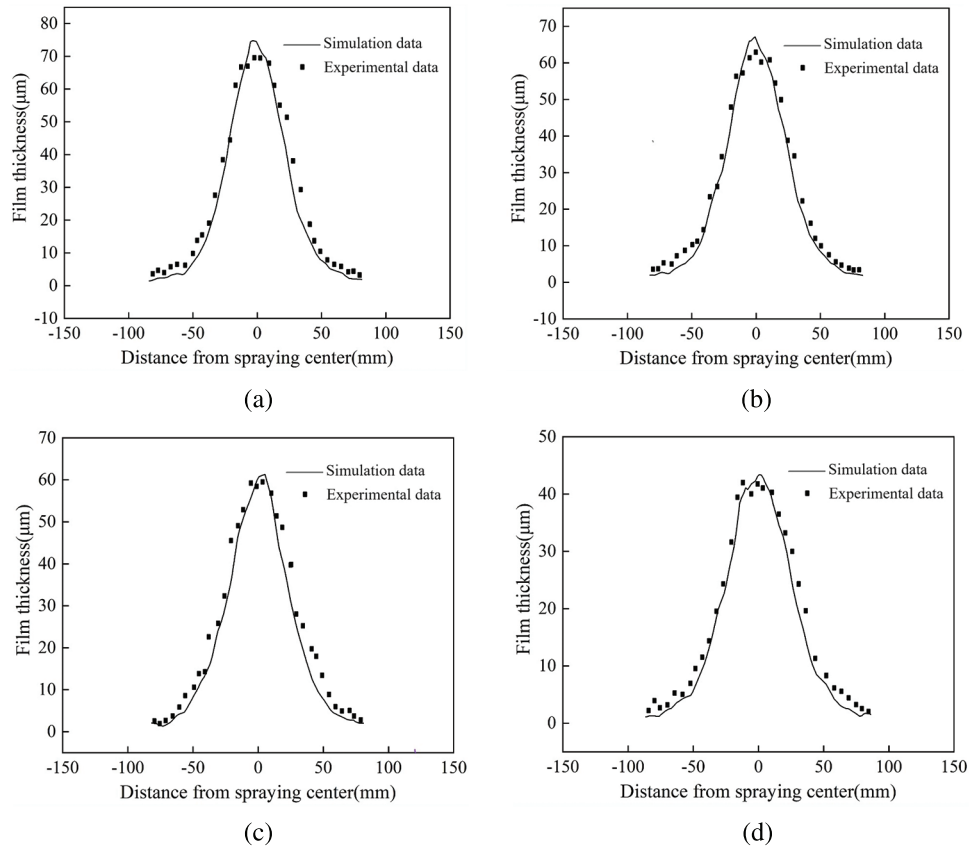 80
70
60
50
40
30
20
10
0
-10
Film thickness(μm)
Simulation data
Experimental data
-150 -100 -50 0 50 100 150
Distance from spraying center(mm)
(a)
70
60
50
40
30
20
10
0
-10
Film thickness(μm)
Simulation data
Experimental data
-150 -100 -50 0 50 100 150
Distance from spraying center(mm)
(b)
70
60
50
40
30
20
10
0
Film thickness(μm)
Simulation data
Experimental data
-150 -100 -50 0 50 100 150
Distance from spraying center(mm)
(c)
50
40
30
20
10
0
Film thickness(μm)
Simulation data
Experimental data
-150 -100 -50 0 50 100 150
Distance from spraying center(mm)
(d)